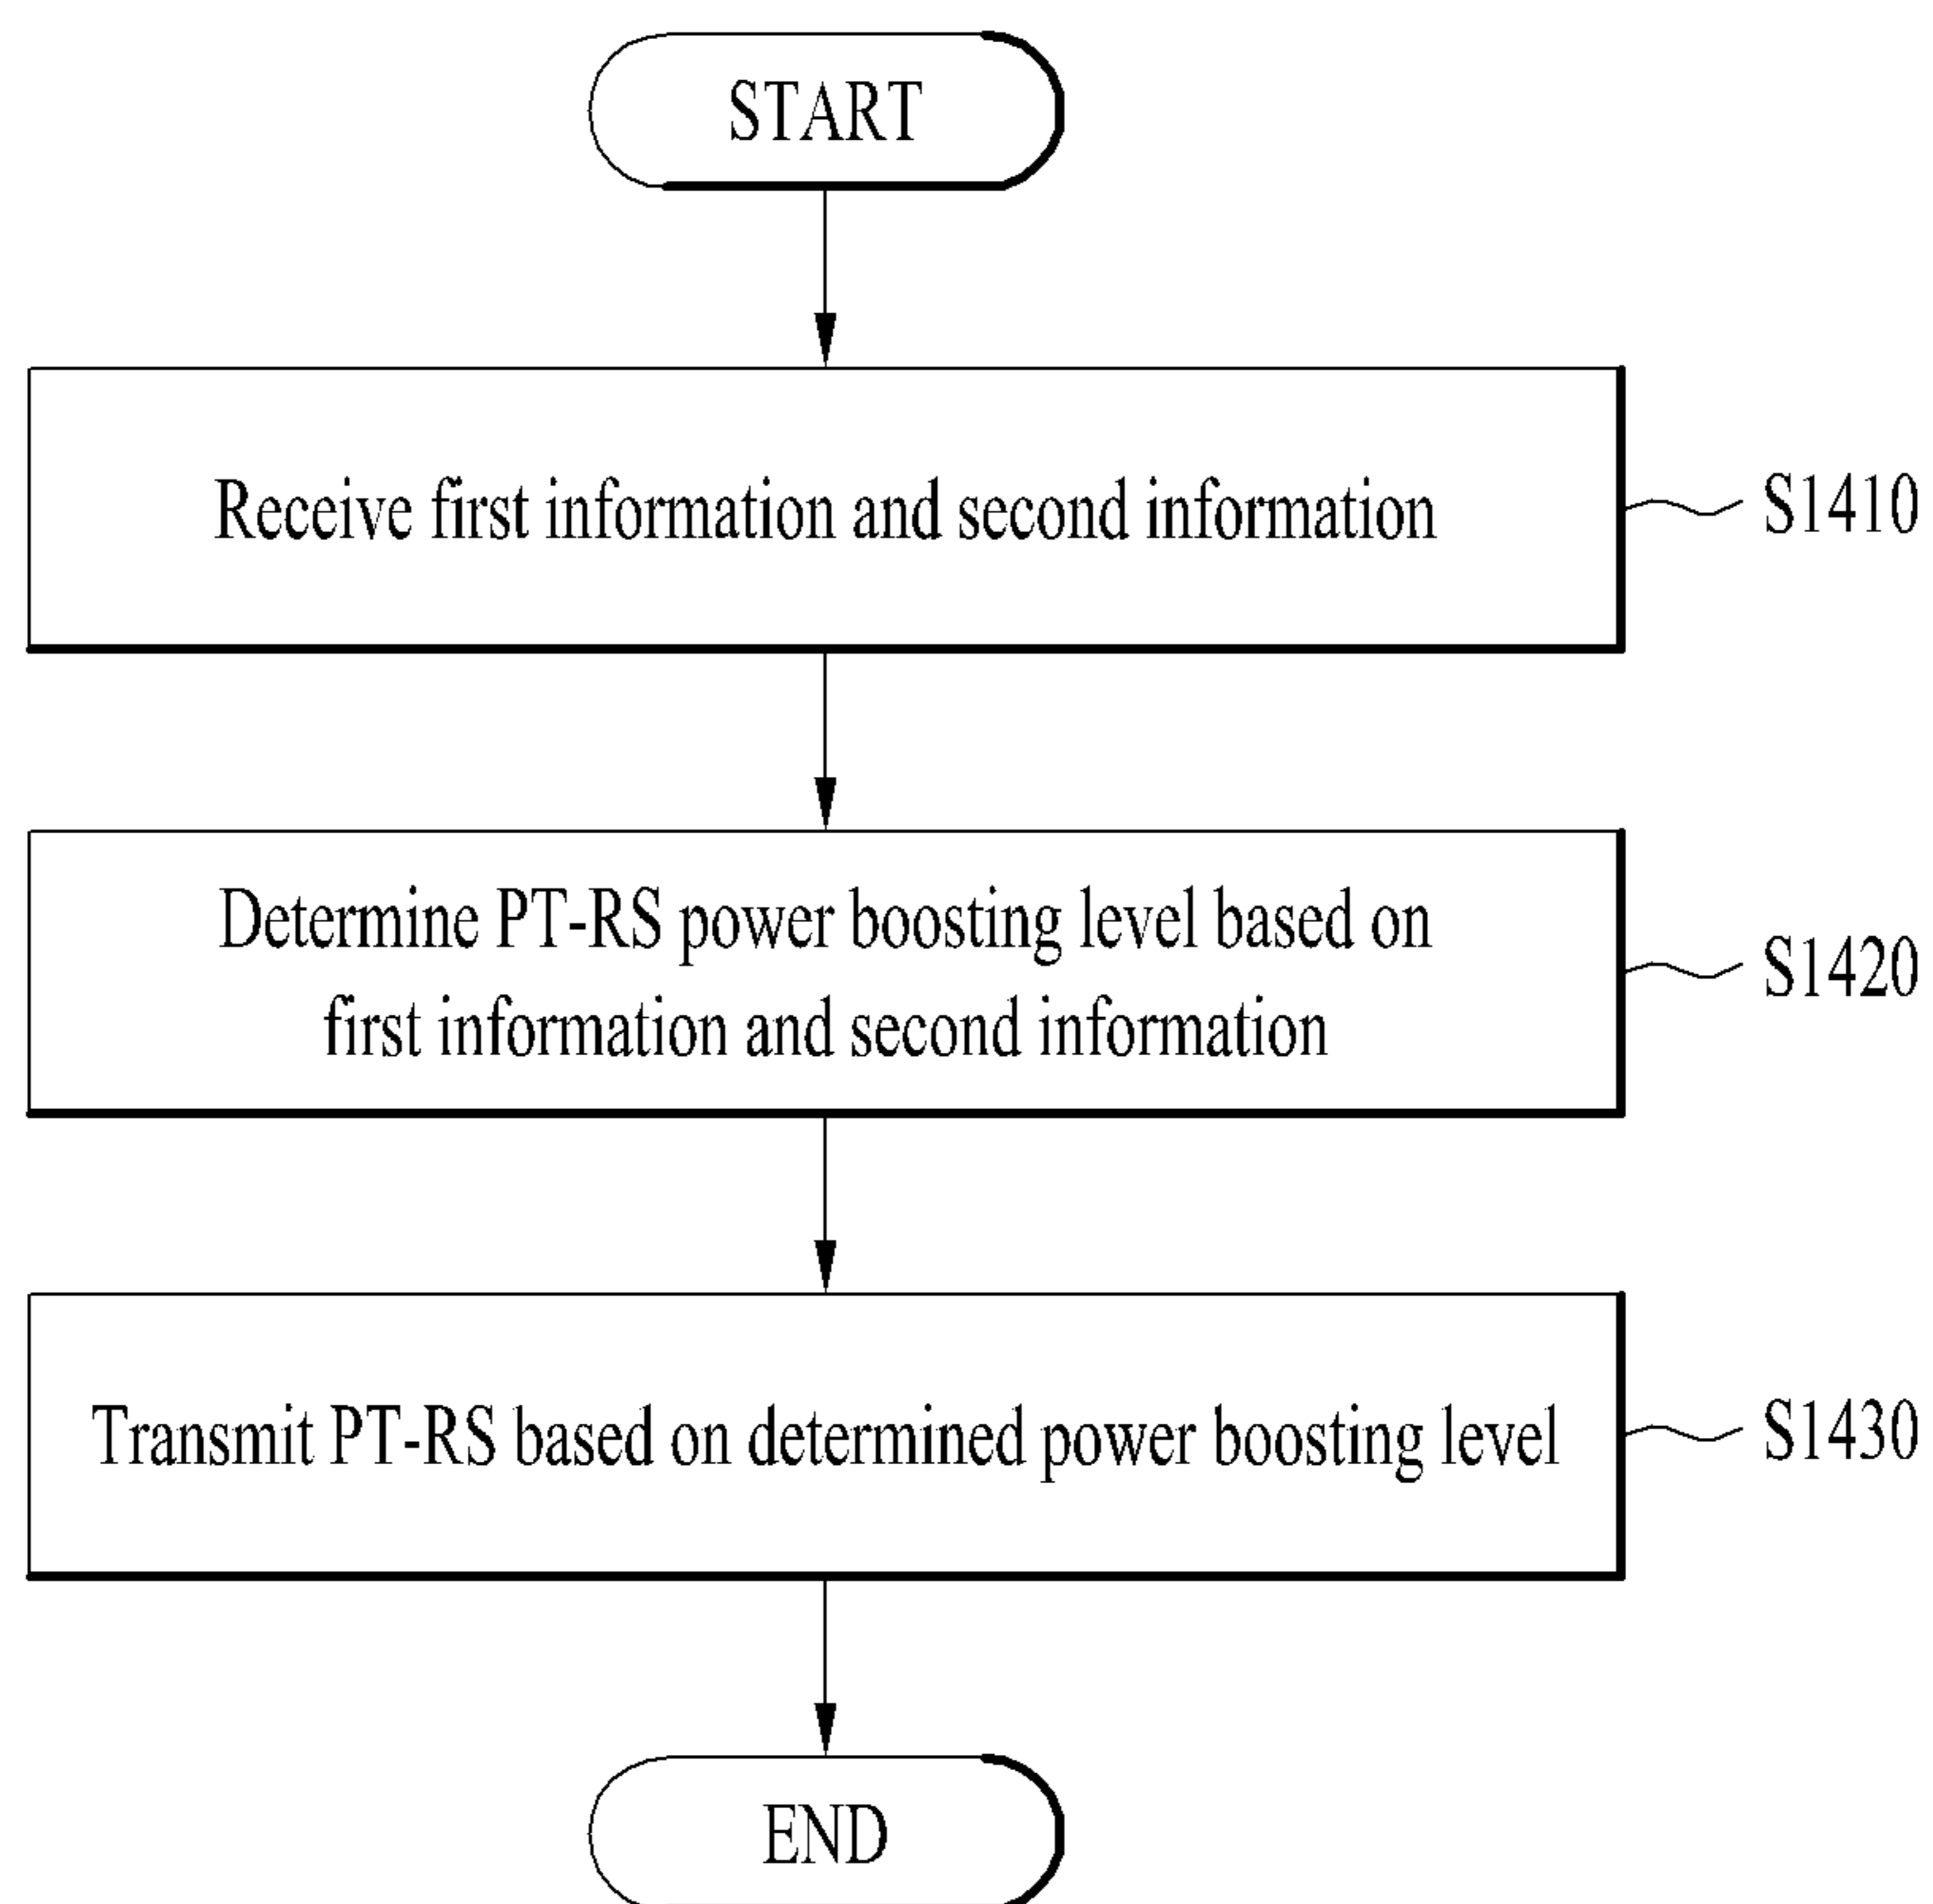 START
Receive first information and second information
S1410
Determine PT-RS power boosting level based on
first information and second information
S1420
Transmit PT-RS based on determined power boosting level
S1430
END